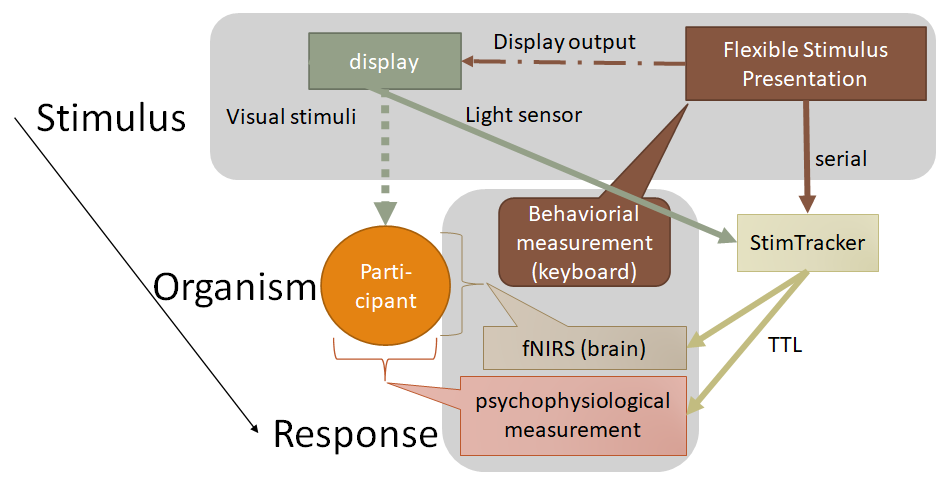 Display output
Flexible Stimulus
Presentation
display
Stimulus
Visual stimuli
Light sensor
serial
Behaviorial
measurement
(keyboard)
StimTracker
Organism
Parti-
cipant
fNIRS (brain)
TTL
psychophysiological
measurement
Response